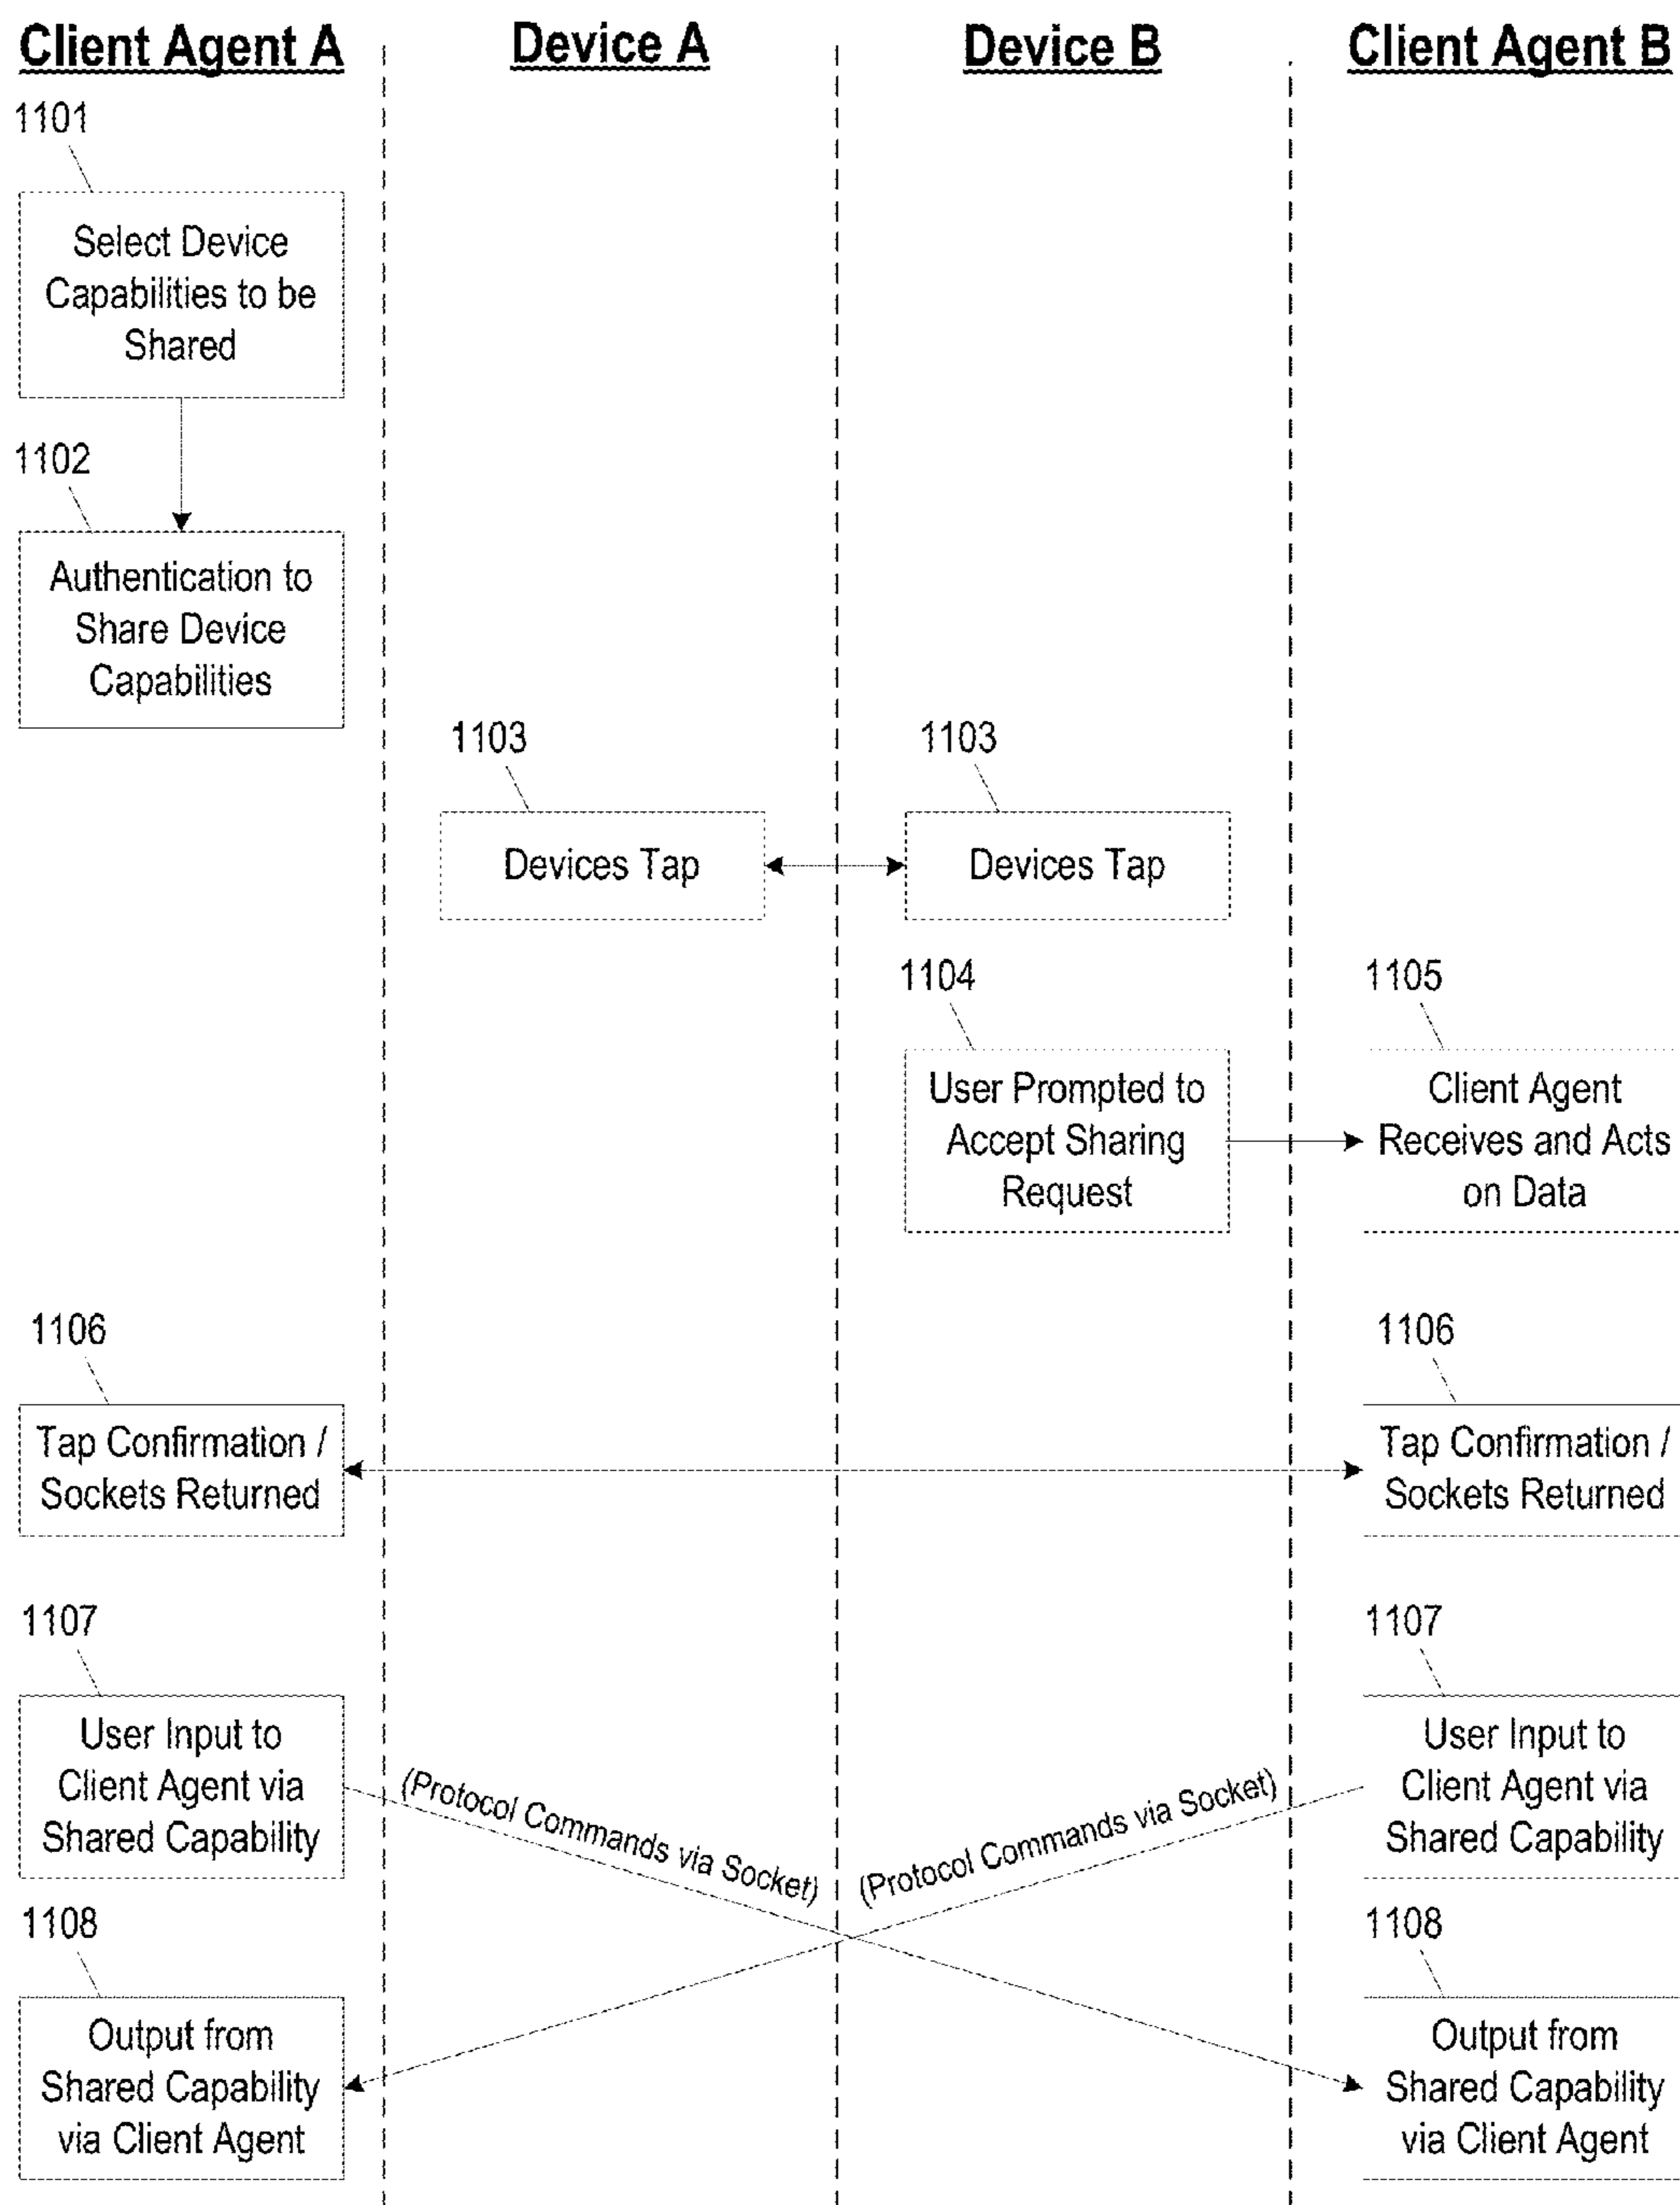 Client Agent A
Device A
Device B
Client Agent B
1101
Select Device
Capabilities to be
Shared
1102
Authentication to
Share Device
Capabilities
1103
1103
Devices Tap
Devices Tap
1104
1105
User Prompted to
Accept Sharing
Request
Client Agent
Receives and Acts
on Data
1106
1106
Tap Confirmation /
Sockets Returned
Tap Confirmation /
Sockets Returned
1107
1107
User Input to
Client Agent via
Shared Capability
(Protocol Commands via Socket)
(Protocol Commands via Socket)
User Input to
Client Agent via
Shared Capability
1108
1108
Output from
Shared Capability
via Client Agent
Output from
Shared Capability
via Client Agent